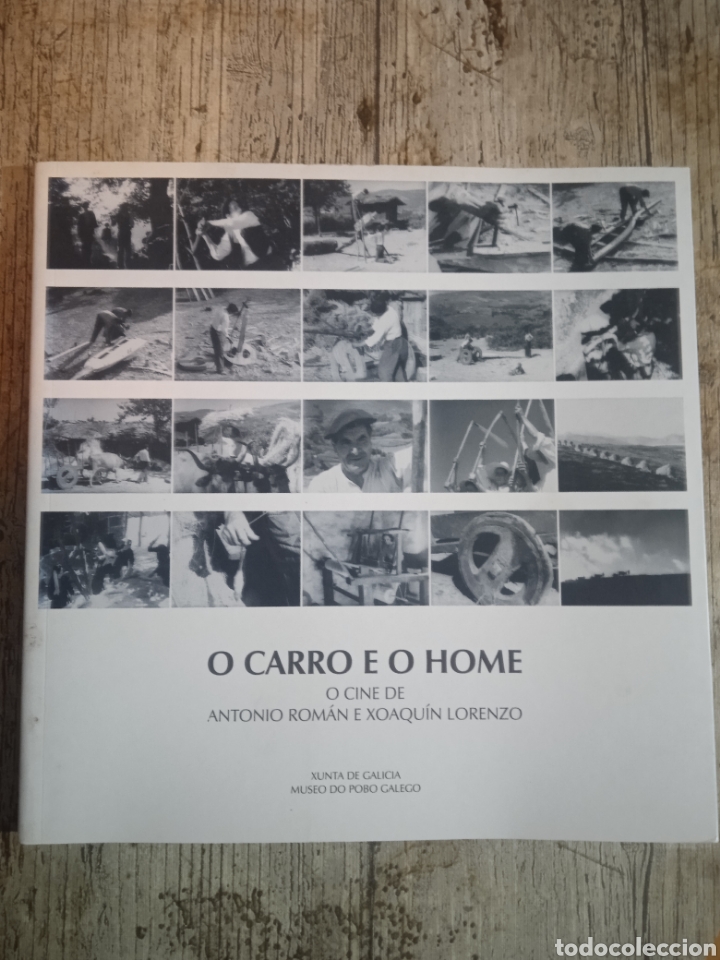 O CARRO E O HOME
O CINE DE
ANTONIO ROMÁN E XOAQUÍN LORENZO
XUNTA DE GALICIA
MUSEO DO POBO GALEGO
todocoleccion